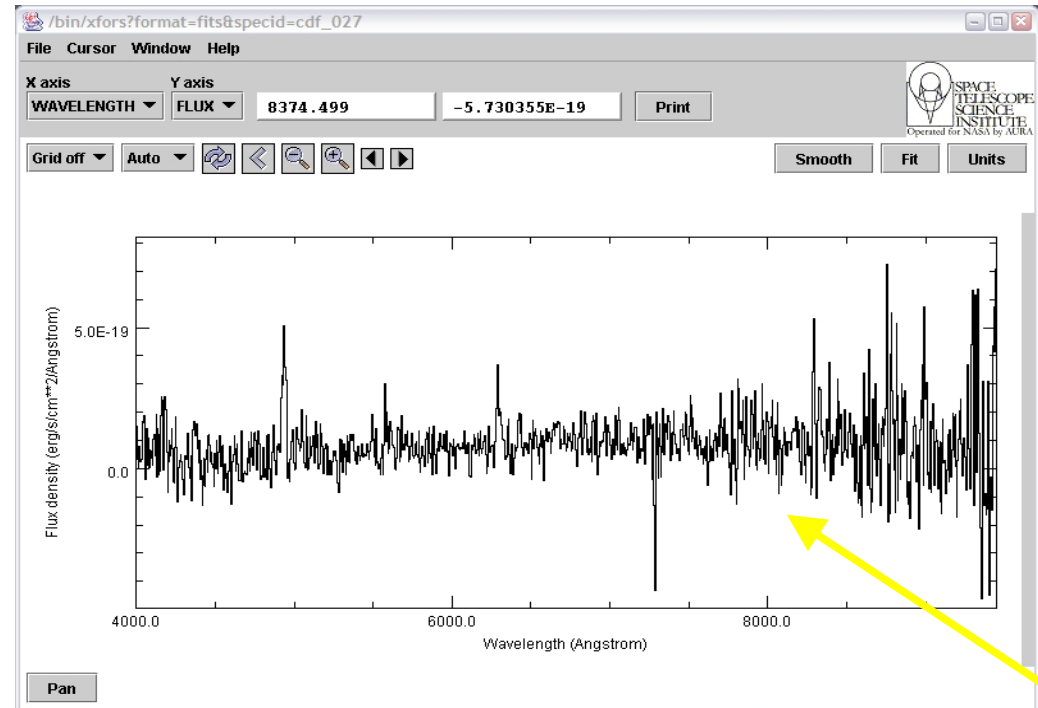 /bin/xfors?format=fits&specid=cdf_027
File Cursor Window Help
X axis Y axis
WAVELENGTH FLUX 8374.499 -5.730355E-19 Print
SPACE
TELESCOPE
SCIENCE
INSTITUTE
Operated for NASA by AURA
Grid off Auto Smooth Fit Units
Flux density (erg/s/cm**2/Angstrom)
5.0E-19
0.0
4000.0 6000.0 8000.0
Wavelength (Angstrom)
Pan